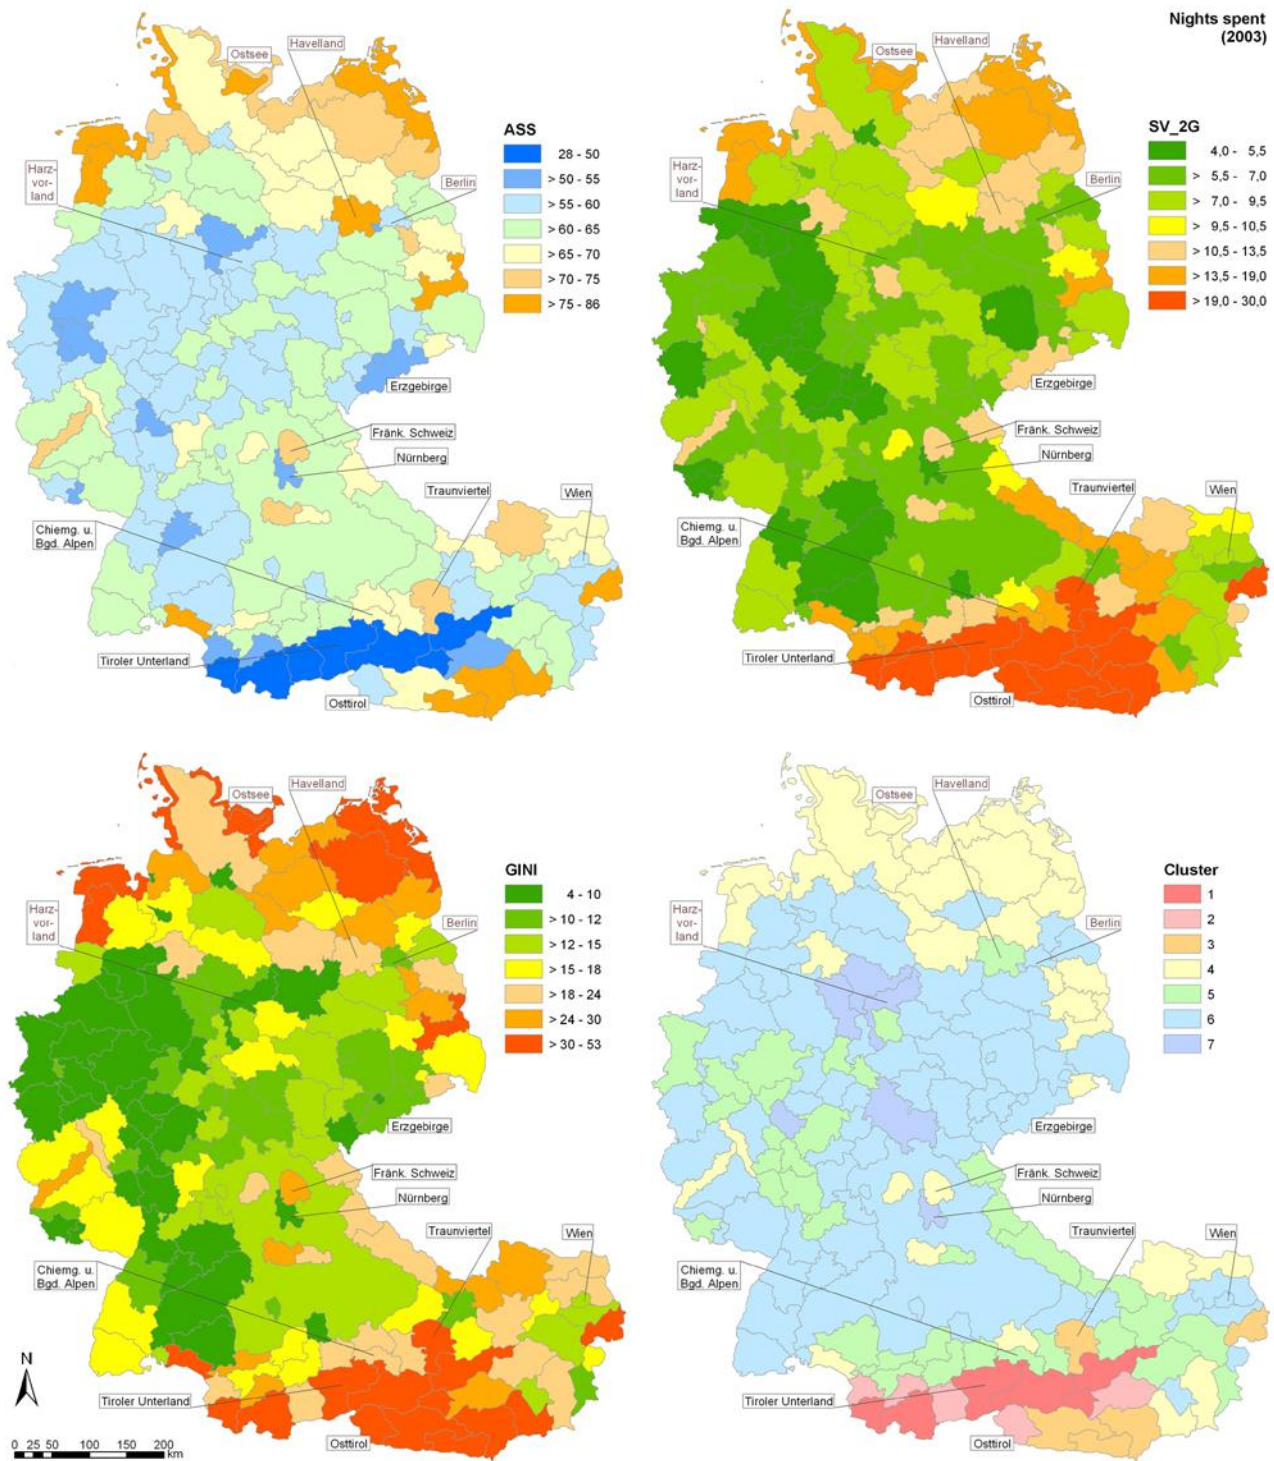 Nights spent
(2003)
Ostsee
Havelland
ASS
28 - 50
> 50 - 55
> 55 - 60
> 60 - 65
> 65 - 70
> 70 - 75
> 75 - 86
Harz-
vor-
land
Berlin
Erzgebirge
Fränk. Schweiz
Nürnberg
Traunviertel
Wien
Chiemg. u.
Bgd. Alpen
Tiroler Unterland
Osttirol
Ostsee
Havelland
SV_2G
4,0 - 5,5
> 5,5 - 7,0
> 7,0 - 9,5
> 9,5 - 10,5
> 10,5 - 13,5
> 13,5 - 19,0
> 19,0 - 30,0
Harz-
vor-
land
Berlin
Erzgebirge
Fränk. Schweiz
Nürnberg
Traunviertel
Wien
Chiemg. u.
Bgd. Alpen
Tiroler Unterland
Osttirol
Ostsee
Havelland
GINI
4 - 10
> 10 - 12
> 12 - 15
> 15 - 18
> 18 - 24
> 24 - 30
> 30 - 53
Harz-
vor-
land
Berlin
Erzgebirge
Fränk. Schweiz
Nürnberg
Traunviertel
Wien
Chiemg. u.
Bgd. Alpen
Tiroler Unterland
Osttirol
N
0 25 50 100 150 200
km
Ostsee
Havelland
Cluster
1
2
3
4
5
6
7
Harz-
vor-
land
Berlin
Erzgebirge
Fränk. Schweiz
Nürnberg
Traunviertel
Wien
Chiemg. u.
Bgd. Alpen
Tiroler Unterland
Osttirol